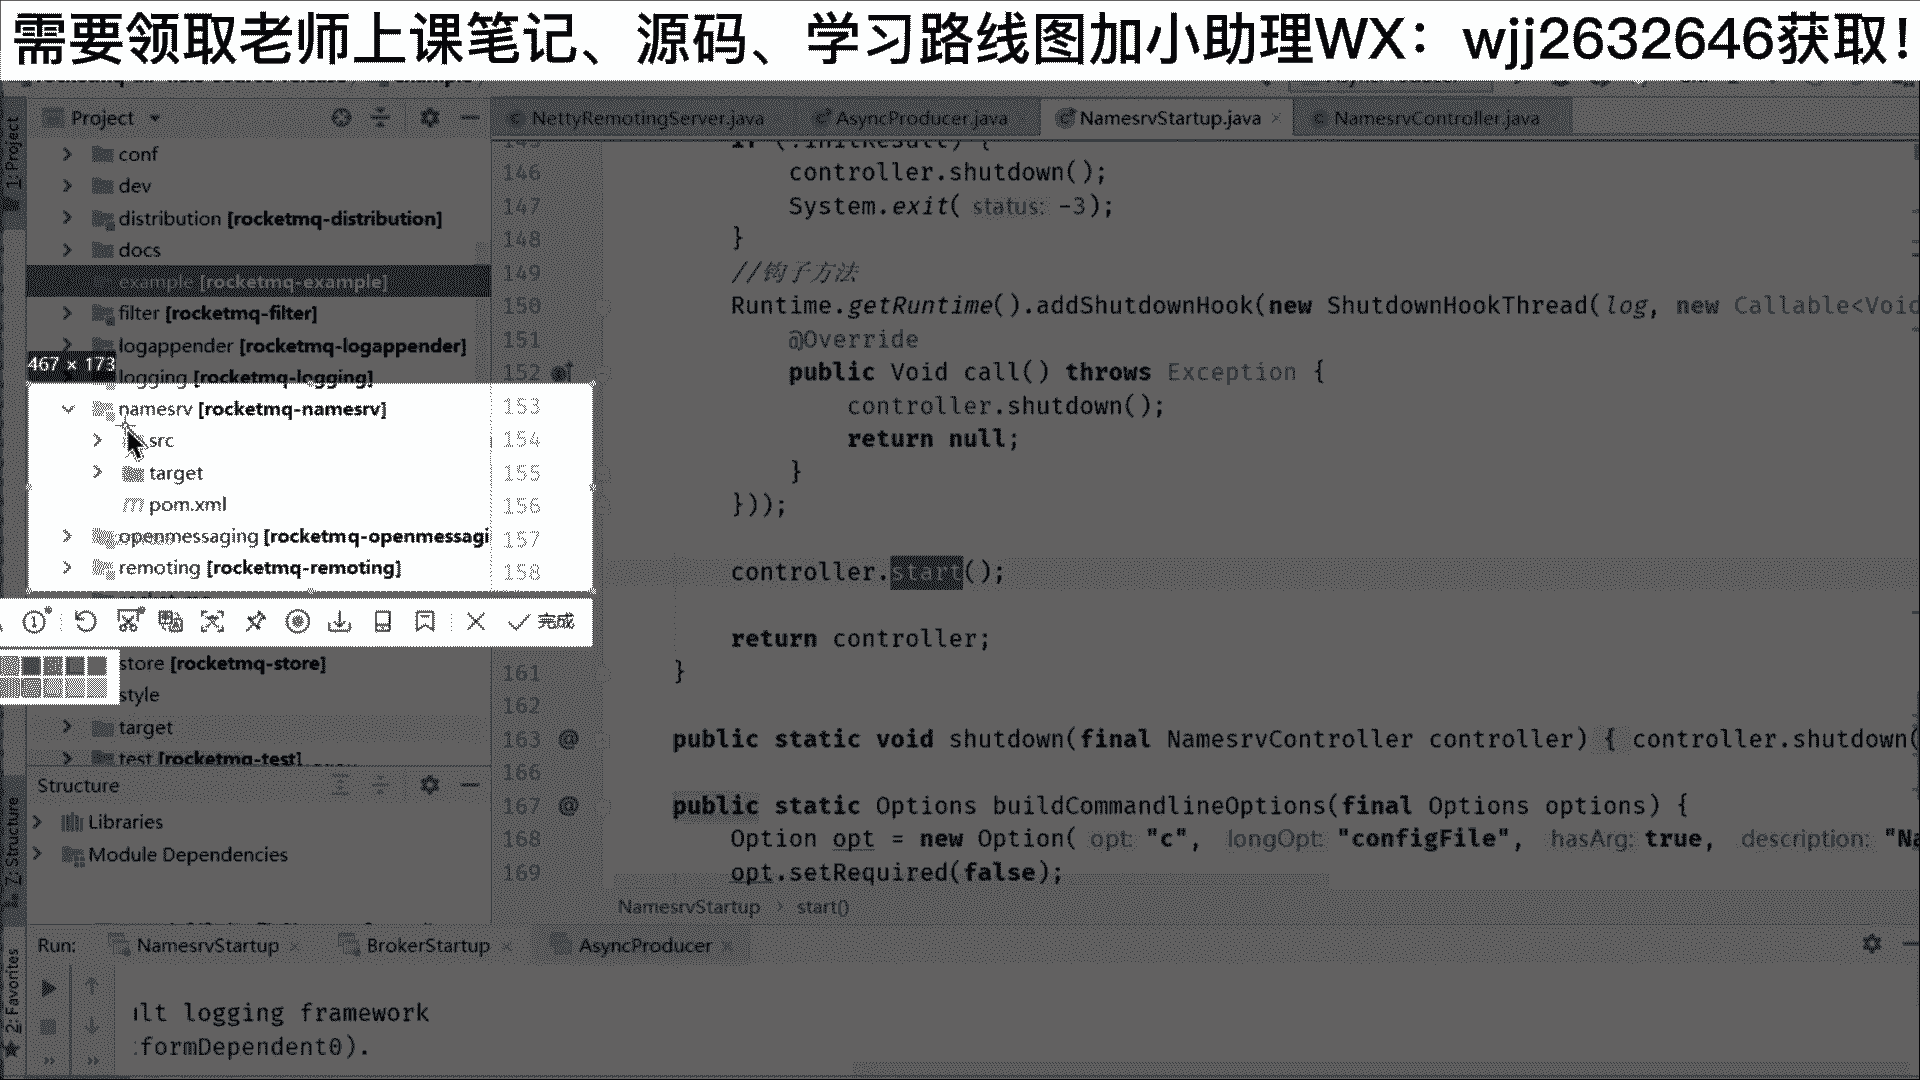 需要领取老师上课笔记、源码、学习路线图加小助理WX：wjj2632646获取！
Project
NettyRemotingServer.java
AsyncProducer.java
NamesrvStartup.java
NamesrvController.java
1: Project
conf
dev
distribution [rocketmq-distribution]
docs
example [rocketmq-example]
filter [rocketmq-filter]
logappender [rocketmq-logappender]
467 × 173
logging [rocketmq-logging]
namesrv [rocketmq-namesrv]
src
target
pom.xml
openmessaging [rocketmq-openmessagi
remoting [rocketmq-remoting]
完成
store [rocketmq-store]
style
target
test [rocketmq-test]
146 controller.shutdown();
147 System.exit( status: -3);
148 }
149 //钩子方法
150 Runtime.getRuntime().addShutdownHook(new ShutdownHookThread(log, new Callable<Void
151 @Override
152 public Void call() throws Exception {
153 controller.shutdown();
154 return null;
155 }
156 }));
157
158 controller.start();
return controller;
161 }
162
163 @ public static void shutdown(final NamesrvController controller) { controller.shutdown(
166
167 @ public static Options buildCommandlineOptions(final Options options) {
168 Option opt = new Option( opt: "c", longOpt: "configFile", hasArg: true, description: "Na
169 opt.setRequired(false);
NamesrvStartup > start()
Structure
Libraries
Module Dependencies
Z: Structure
2: Favorites
Run: NamesrvStartup BrokerStartup AsyncProducer
ult logging framework
formDependent0).